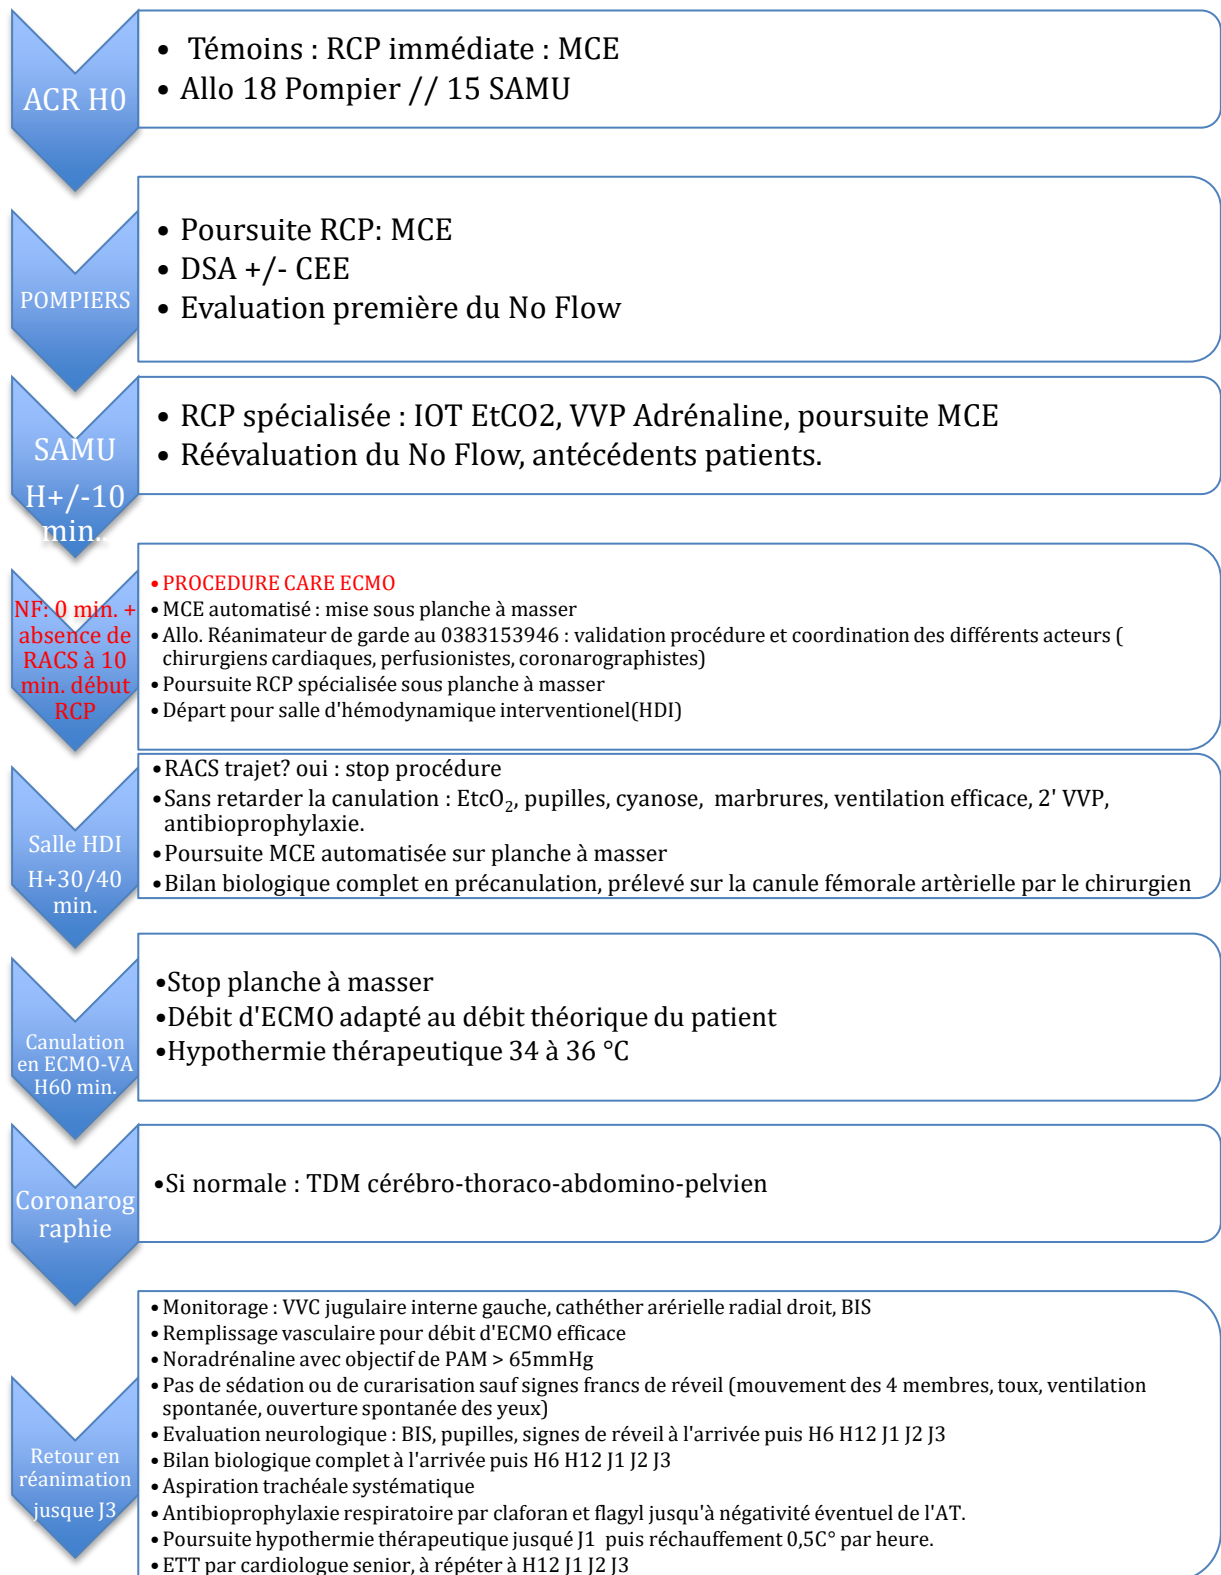 ACR H0
• Témoins : RCP immédiate : MCE
• Allo 18 Pompier // 15 SAMU
POMPIERS
• Poursuite RCP: MCE
• DSA +/- CEE
• Evaluation première du No Flow
SAMU
H+/-10
min..
• RCP spécialisée : IOT EtCO2, VVP Adrénaline, poursuite MCE
• Réévaluation du No Flow, antécédents patients.
NF: 0 min. +
absence de
RACS à 10
min. début
RCP
• PROCEDURE CARE ECMO
• MCE automatisé : mise sous planche à masser
• Allo. Réanimateur de garde au 0383153946 : validation procédure et coordination des différents acteurs (
chirurgiens cardiaques, perfusionistes, coronarographistes)
• Poursuite RCP spécialisée sous planche à masser
• Départ pour salle d'hémodynamique interventionel(HDI)
Salle HDI
H+30/40
min.
• RACS trajet? oui : stop procédure
• Sans retarder la canulation : EtcO₂, pupilles, cyanose, marbrures, ventilation efficace, 2' VVP,
antibioprophylaxie.
• Poursuite MCE automatisée sur planche à masser
• Bilan biologique complet en précanulation, prélevé sur la canule fémorale artèrielle par le chirurgien
Canulation
en ECMO-VA
H60 min.
• Stop planche à masser
• Débit d'ECMO adapté au débit théorique du patient
• Hypothermie thérapeutique 34 à 36 °C
Coronarog
raphie
• Si normale : TDM cérébro-thoraco-abdomino-pelvien
Retour en
réanimation
jusque J3
• Monitorage : VVC jugulaire interne gauche, cathéther arérielle radial droit, BIS
• Remplissage vasculaire pour débit d'ECMO efficace
• Noradrénaline avec objectif de PAM > 65mmHg
• Pas de sédation ou de curarisation sauf signes francs de réveil (mouvement des 4 membres, toux, ventilation
spontanée, ouverture spontanée des yeux)
• Evaluation neurologique : BIS, pupilles, signes de réveil à l'arrivée puis H6 H12 J1 J2 J3
• Bilan biologique complet à l'arrivée puis H6 H12 J1 J2 J3
• Aspiration trachéale systématique
• Antibioprophylaxie respiratoire par claforan et flagyl jusqu'à négativité éventuel de l'AT.
• Poursuite hypothermie thérapeutique jusqué J1 puis réchauffement 0,5C° par heure.
• ETT par cardiologue senior, à répéter à H12 J1 J2 J3